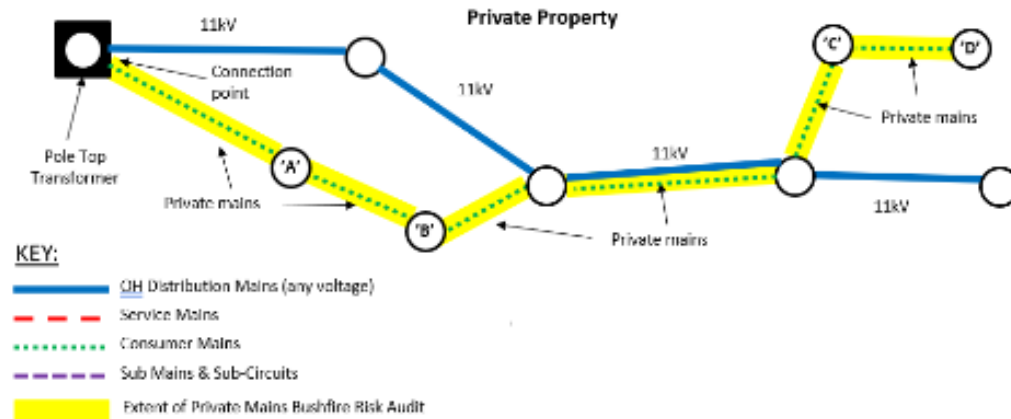 Private Property
11kV
Connection
point
11kV
Pole Top
Transformer
'A'
Private mains
'B'
11kV
Private mains
'C'
'D'
Private mains
11kV
KEY:
OH Distribution Mains (any voltage)
Service Mains
Consumer Mains
Sub Mains & Sub-Circuits
Extent of Private Mains Bushfire Risk Audit